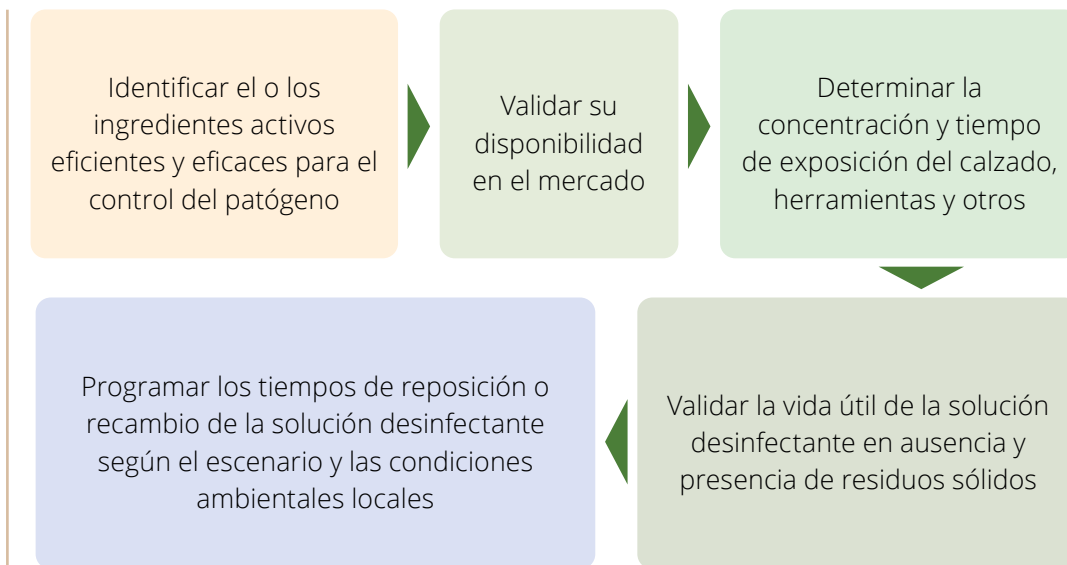 Identificar el o los
ingredientes activos
eficientes y eficaces para el
control del patógeno
Validar su
disponibilidad
en el mercado
Determinar la
concentración y tiempo
de exposición del calzado,
herramientas y otros
Validar la vida útil de la solución
desinfectante en ausencia y
presencia de residuos sólidos
Programar los tiempos de reposición o
recambio de la solución desinfectante
según el escenario y las condiciones
ambientales locales